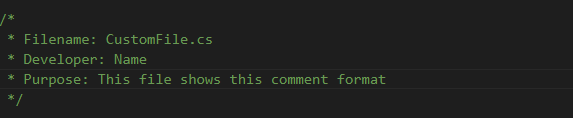 /*
 * Filename: CustomFile.cs
 * Developer: Name
 * Purpose: This file shows this comment format
 */